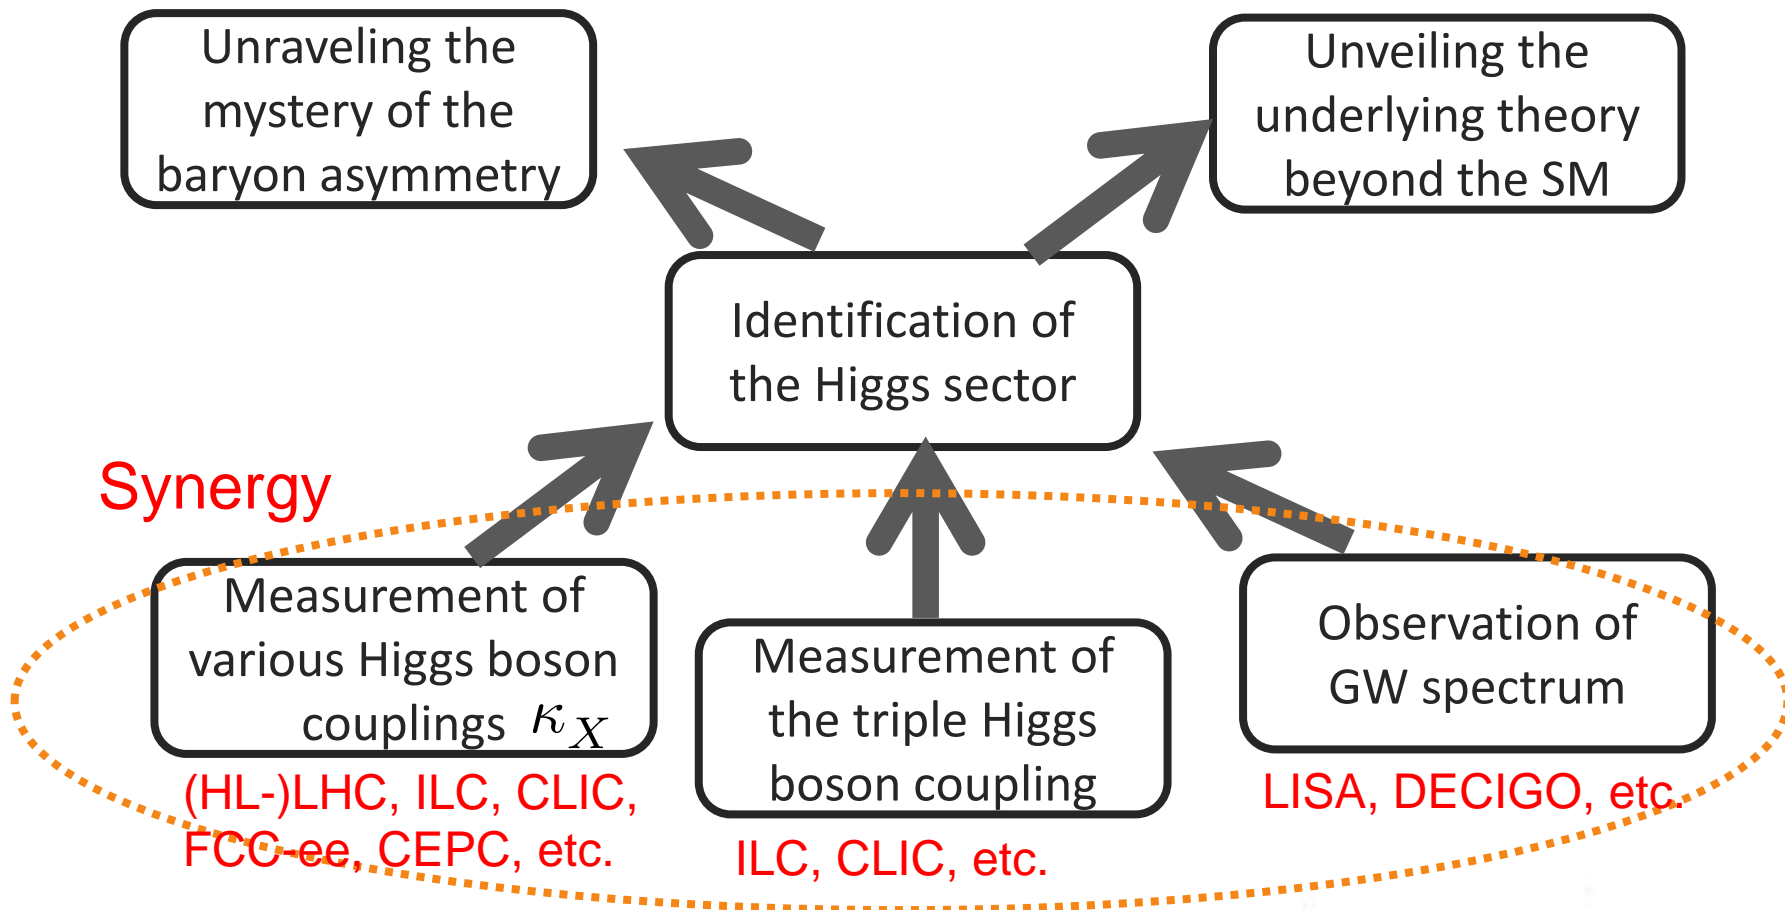 Unraveling the
mystery of the
baryon asymmetry
Unveiling the
underlying theory
beyond the SM
Identification of
the Higgs sector
Synergy
Measurement of
various Higgs boson
couplings κ_X
(HL-)LHC, ILC, CLIC,
FCC-ee, CEPC, etc.
Measurement of
the triple Higgs
boson coupling
ILC, CLIC, etc.
Observation of
GW spectrum
LISA, DECIGO, etc.